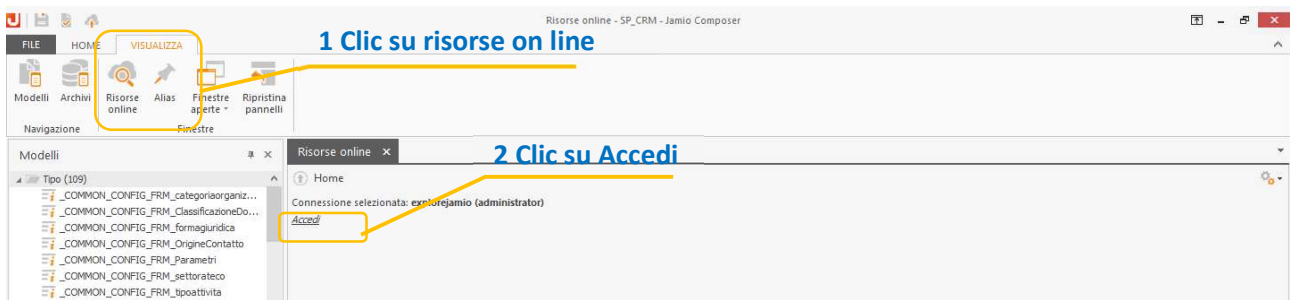 Risorse online - SP_CRM - Jamio Composer
FILE HOME VISUALIZZA
1 Clic su risorse on line
Modelli Archivi Risorse online Alias Finestre aperte Ripristina pannelli
Navigazione Finestre
Modelli
Risorse online
2 Clic su Accedi
Tipo (109)
Home
_COMMON_CONFIG_FRM_categoriaorganiz...
Connessione selezionata: explorejamio (administrator)
_COMMON_CONFIG_FRM_ClassificazioneDo...
Accedi
_COMMON_CONFIG_FRM_formagiuridica
_COMMON_CONFIG_FRM_OrigineContatto
_COMMON_CONFIG_FRM_Parametri
_COMMON_CONFIG_FRM_settorateco
_COMMON_CONFIG_FRM_tipoattivita